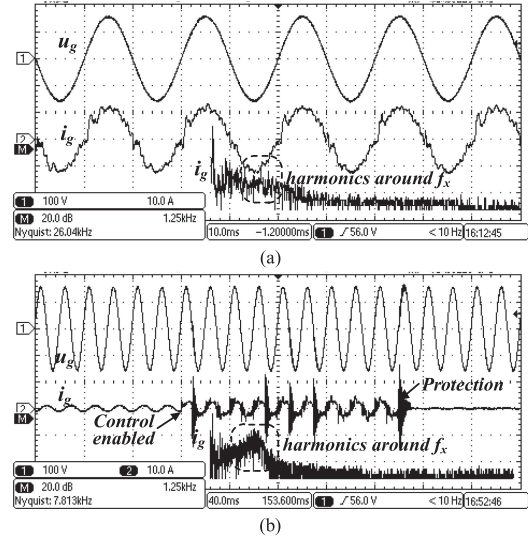 u_g
1
i_g
2
M
i_g
harmonics around f_x
1 100 V 10.0 A
M 20.0 dB 1.25kHz
Nyquist: 26.04kHz
10.0ms -1.20000ms
1 56.0 V
< 10 Hz
16:12:45
(a)
1
u_g
i_g
2
M
Control enabled
Protection
i_g
harmonics around f_x
1 100 V 2 10.0 A
M 20.0 dB 1.25kHz
Nyquist: 7.813kHz
40.0ms 153.600ms
1 56.0 V
< 10 Hz
16:52:46
(b)